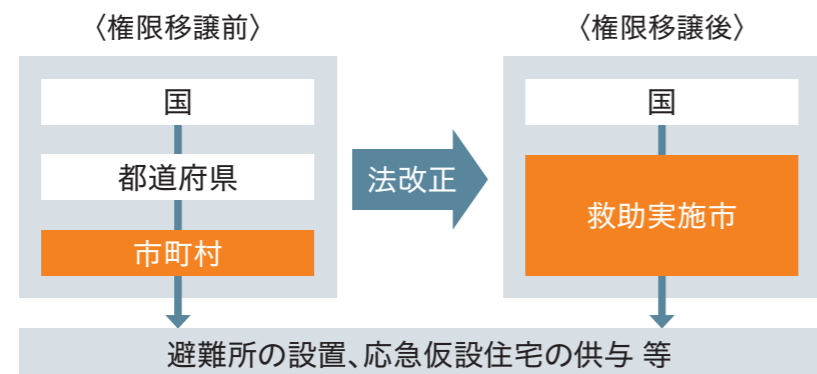 〈権限移譲前〉
〈権限移譲後〉
国
都道府県
市町村
法改正
国
救助実施市
避難所の設置、応急仮設住宅の供与 等